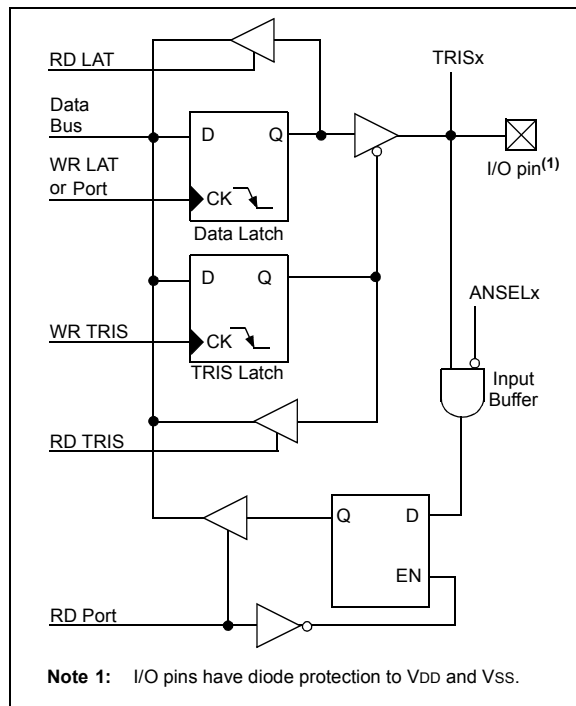 RD LAT
TRISx
Data
Bus
D Q
I/O pin(1)
WR LAT
or Port
CK
Data Latch
D Q
ANSELx
WR TRIS
CK
TRIS Latch
Input
Buffer
RD TRIS
Q D
EN
RD Port
Note 1: I/O pins have diode protection to VDD and VSS.